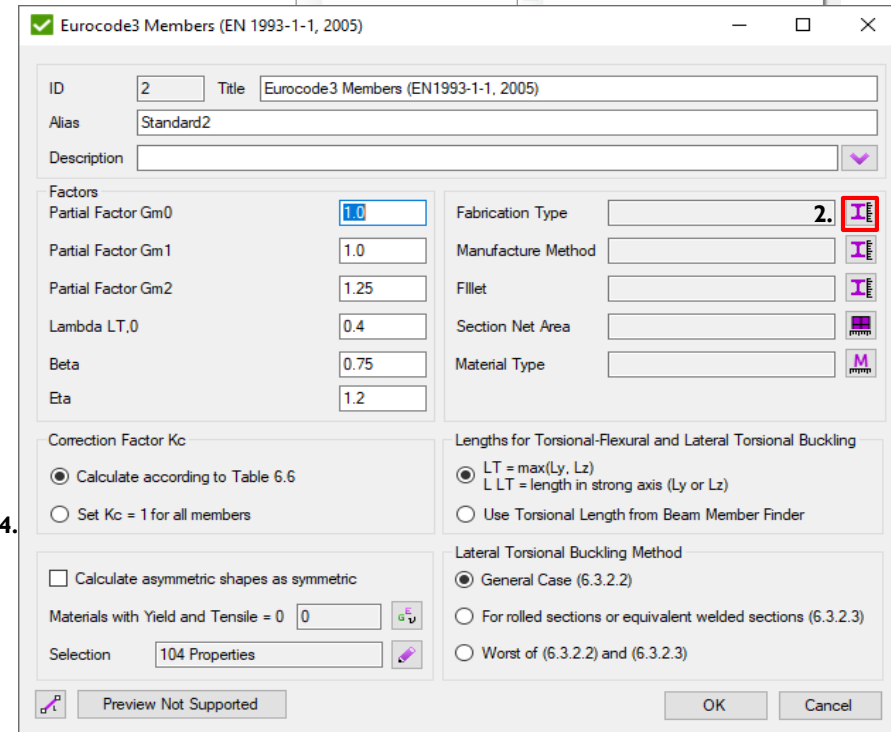 Eurocode3 Members (EN 1993-1-1, 2005)
ID 2 Title Eurocode3 Members (EN1993-1-1, 2005)
Alias Standard2
Description
Factors
Partial Factor Gm0 1.0
Partial Factor Gm1 1.0
Partial Factor Gm2 1.25
Lambda LT,0 0.4
Beta 0.75
Eta 1.2
Fabrication Type 2.
Manufacture Method
FIllet
Section Net Area
Material Type M
Correction Factor Kc
Calculate according to Table 6.6
Set Kc = 1 for all members
4.
Lengths for Torsional-Flexural and Lateral Torsional Buckling
LT = max(Ly, Lz)
L LT = length in strong axis (Ly or Lz)
Use Torsional Length from Beam Member Finder
Calculate asymmetric shapes as symmetric
Materials with Yield and Tensile = 0 0 G E ν
Selection 104 Properties
Lateral Torsional Buckling Method
General Case (6.3.2.2)
For rolled sections or equivalent welded sections (6.3.2.3)
Worst of (6.3.2.2) and (6.3.2.3)
Preview Not Supported
OK Cancel